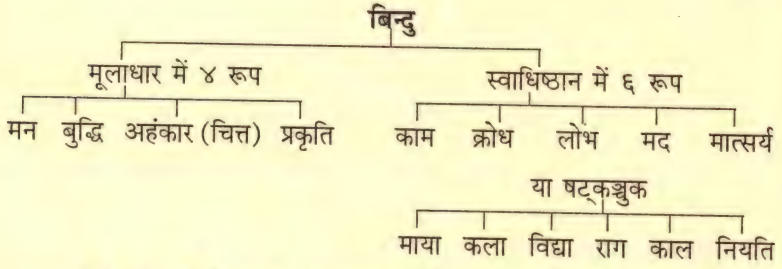 बिन्दु
मूलाधार में ४ रूप स्वाधिष्ठान में ६ रूप
मन बुद्धि अहंकार (चित्त) प्रकृति काम क्रोध लोभ मद मात्सर्य
या षट्कञ्चुक
माया कला विद्या राग काल नियति